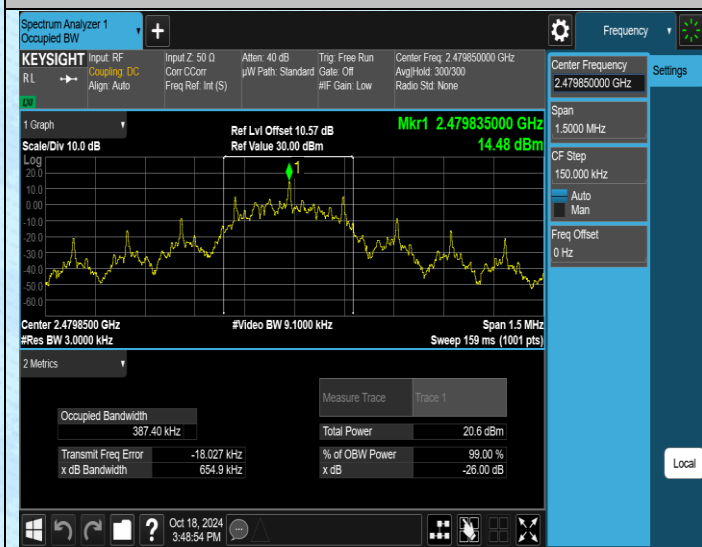 Spectrum Analyzer 1
Occupied BW
Frequency
KEYSIGHT
RL
LW
Input: RF
Coupling: DC
Align: Auto
Input Z: 50 Ω
Corr CCorr
Freq Ref: Int (S)
Atten: 40 dB
µW Path: Standard
Trig: Free Run
Gate: Off
#IF Gain: Low
Center Freq: 2.479850000 GHz
Avg|Hold: 300/300
Radio Std: None
Center Frequency
2.479850000 GHz
Settings
Span
1.5000 MHz
CF Step
150.000 kHz
Auto
Man
Freq Offset
0 Hz
Local
1 Graph
Scale/Div 10.0 dB
Ref Lvl Offset 10.57 dB
Ref Value 30.00 dBm
Mkr1 2.479835000 GHz
14.48 dBm
Log
20.0
10.0
0.00
-10.0
-20.0
-30.0
-40.0
-50.0
-60.0
1
Center 2.4798500 GHz
#Res BW 3.0000 kHz
#Video BW 9.1000 kHz
Span 1.5 MHz
Sweep 159 ms (1001 pts)
2 Metrics
Measure Trace
Trace 1
Occupied Bandwidth
387.40 kHz
Total Power 20.6 dBm
Transmit Freq Error -18.027 kHz
x dB Bandwidth 654.9 kHz
% of OBW Power 99.00 %
x dB -26.00 dB
Oct 18, 2024
3:48:54 PM